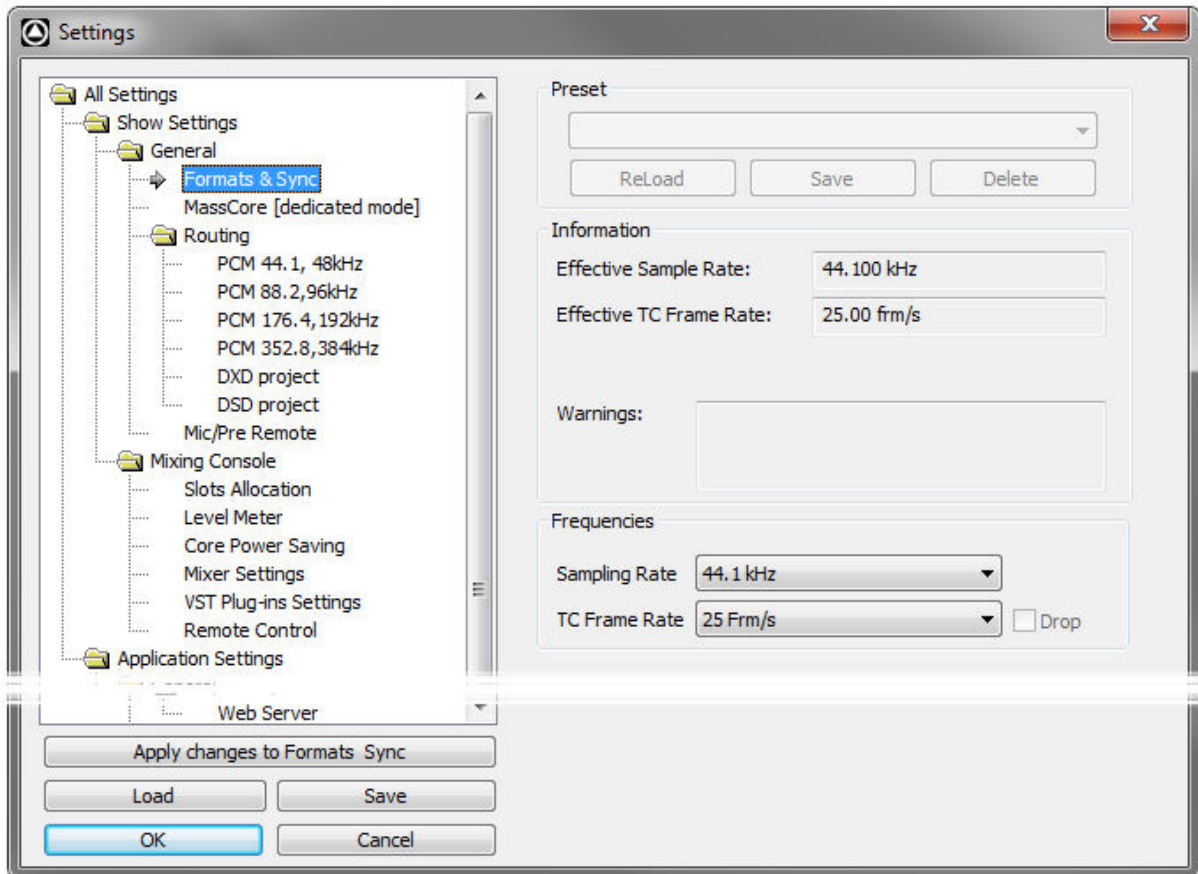 Settings
All Settings
Show Settings
General
Formats & Sync
MassCore [dedicated mode]
Routing
PCM 44.1, 48kHz
PCM 88.2,96kHz
PCM 176.4,192kHz
PCM 352.8,384kHz
DXD project
DSD project
Mic/Pre Remote
Mixing Console
Slots Allocation
Level Meter
Core Power Saving
Mixer Settings
VST Plug-ins Settings
Remote Control
Application Settings
Web Server
Apply changes to Formats Sync
Load Save
OK Cancel
Preset
ReLoad Save Delete
Information
Effective Sample Rate: 44.100 kHz
Effective TC Frame Rate: 25.00 frm/s
Warnings:
Frequencies
Sampling Rate 44.1 kHz
TC Frame Rate 25 Frm/s Drop